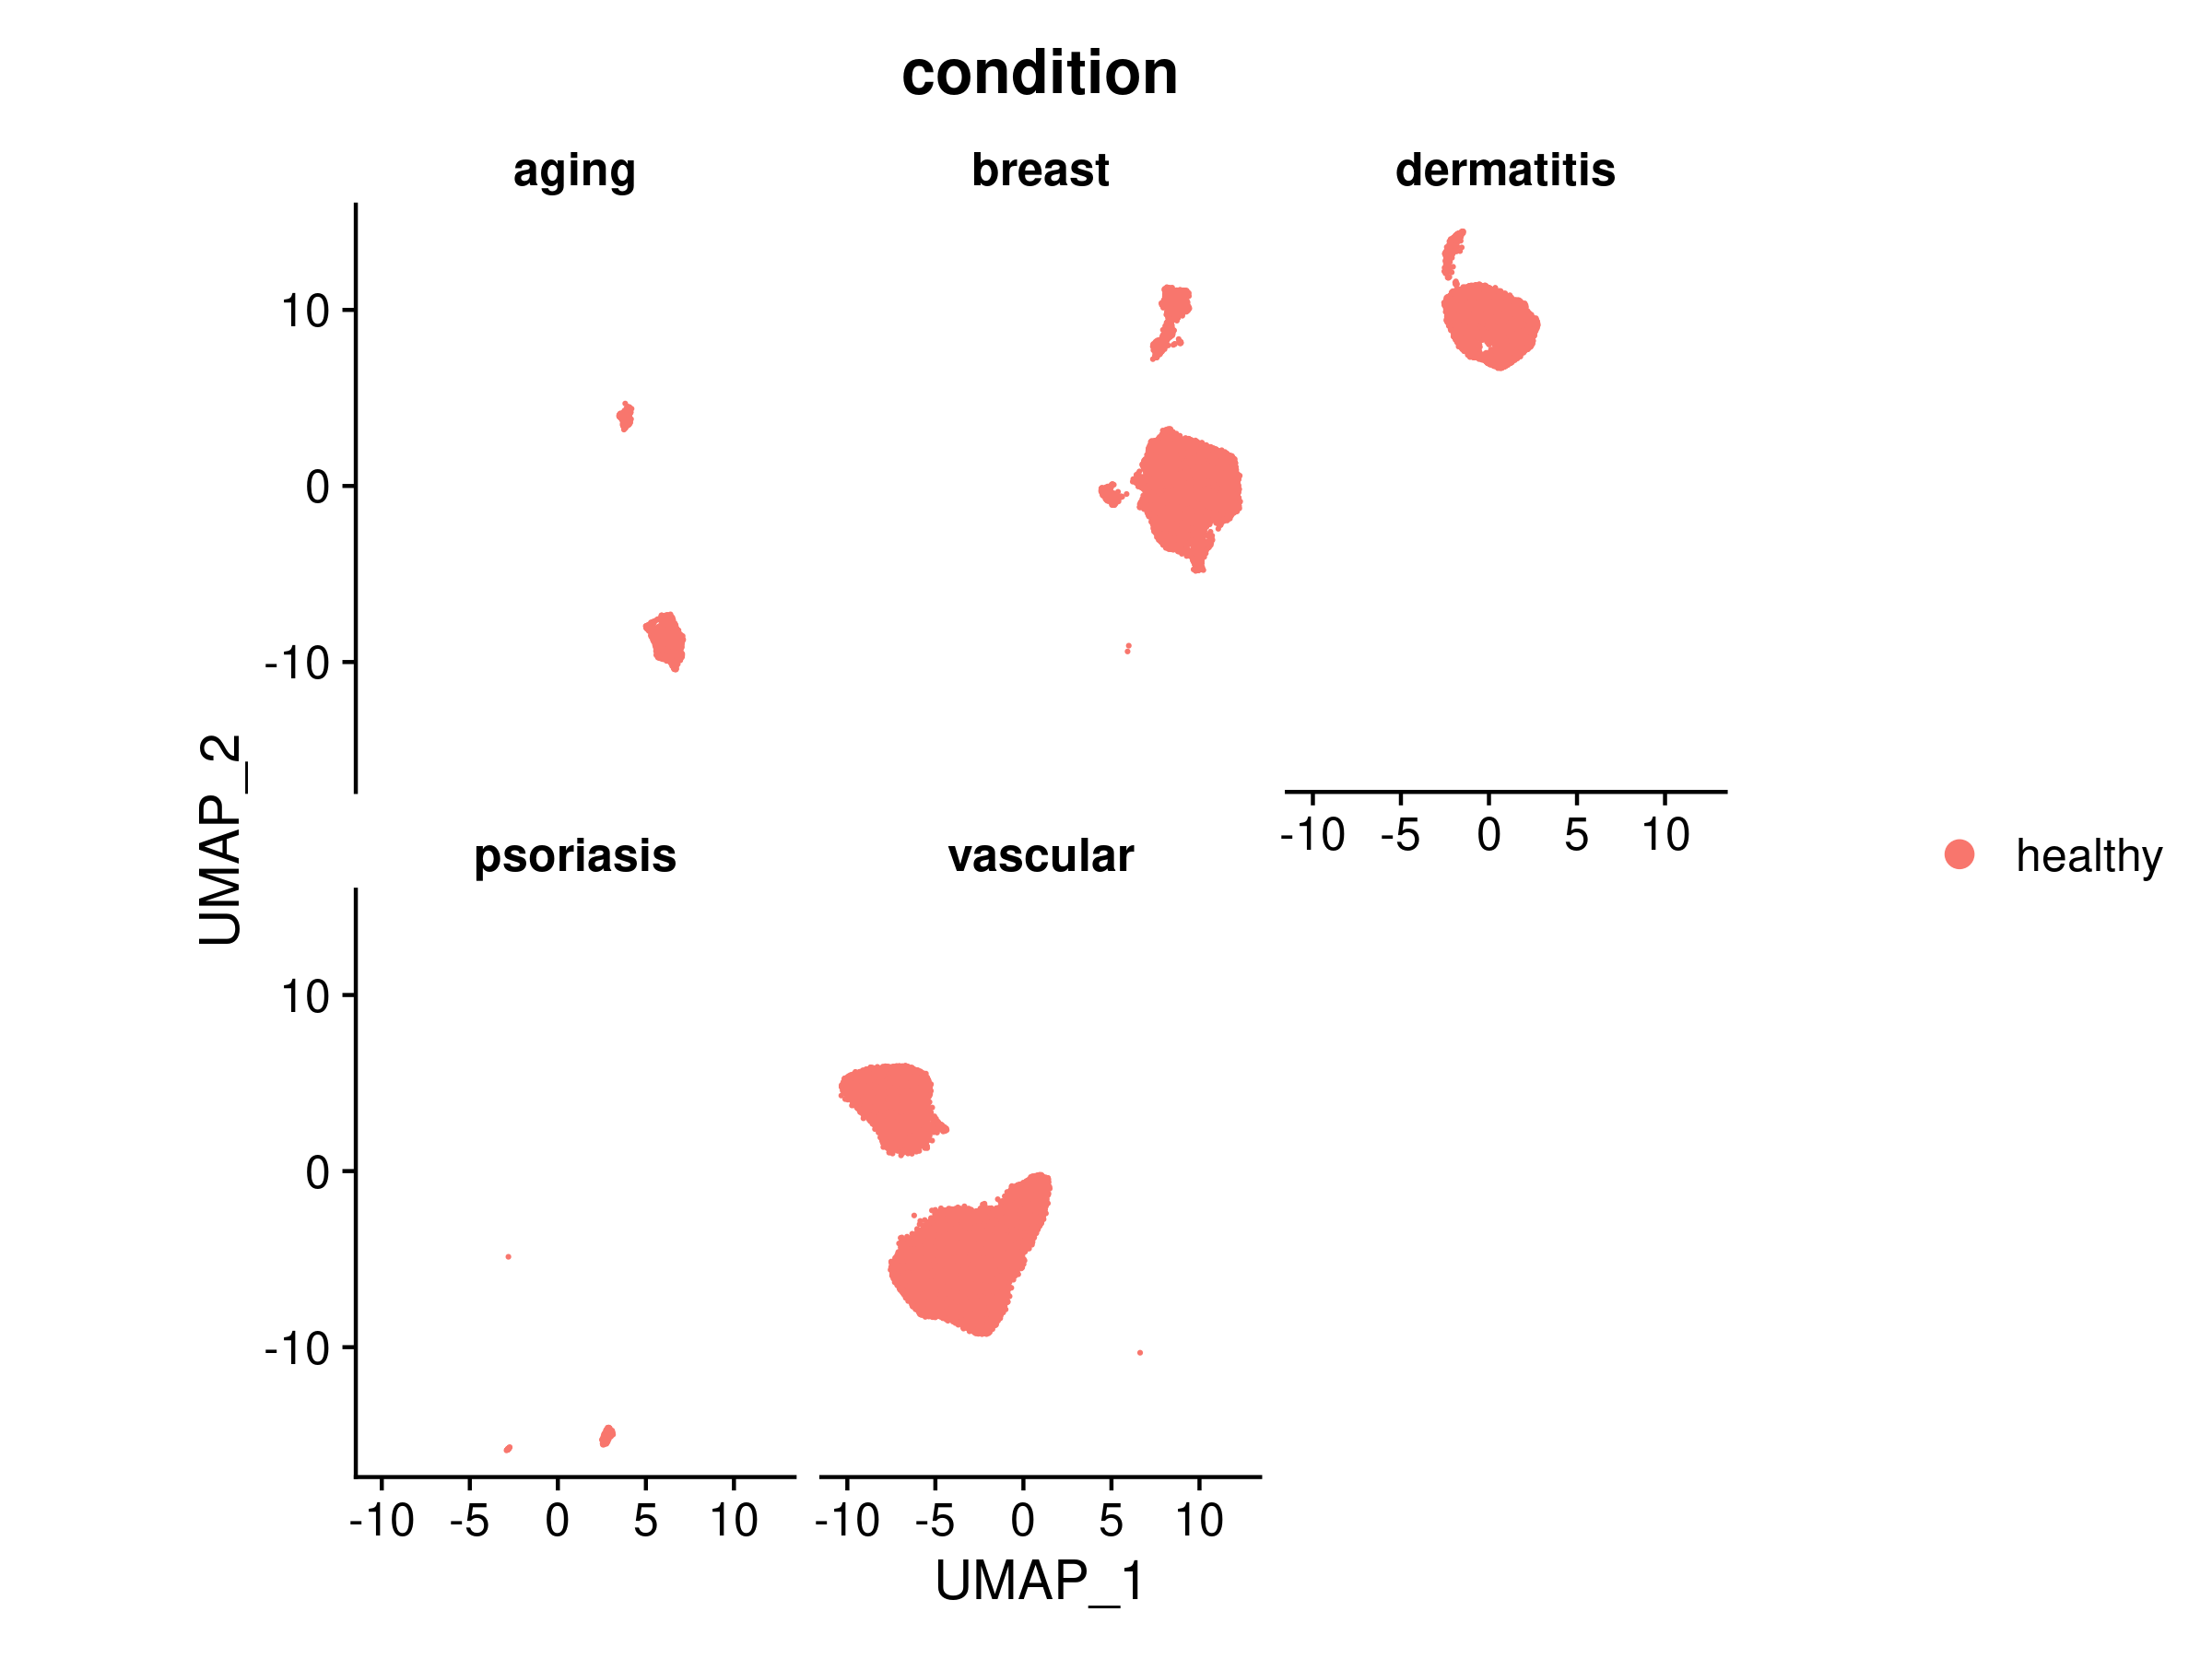 condition
aging breast dermatitis
10
0
-10
-10 -5 0 5 10
UMAP_2
healthy
psoriasis vascular
10
0
-10
-10 -5 0 5 10 -10 -5 0 5 10
UMAP_1